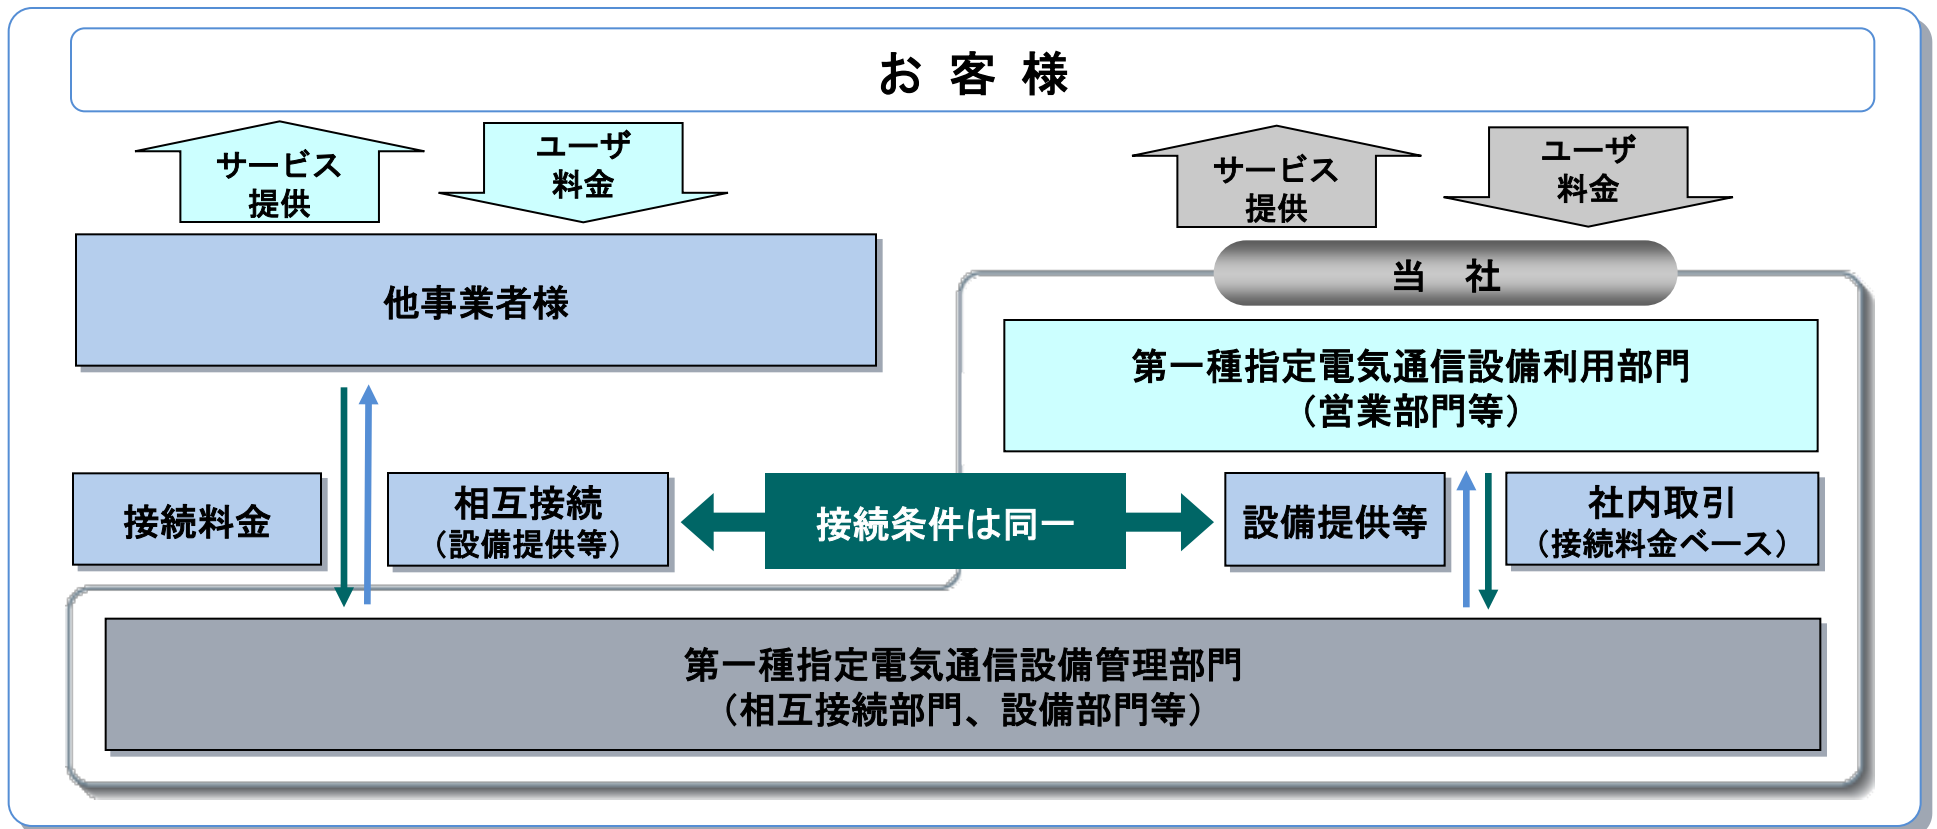 お 客 様
サービス
提供
ユーザ
料金
サービス
提供
ユーザ
料金
他事業者様
当 社
第一種指定電気通信設備利用部門
（営業部門等）
接続料金
相互接続
（設備提供等）
接続条件は同一
設備提供等
社内取引
（接続料金ベース）
第一種指定電気通信設備管理部門
（相互接続部門、設備部門等）